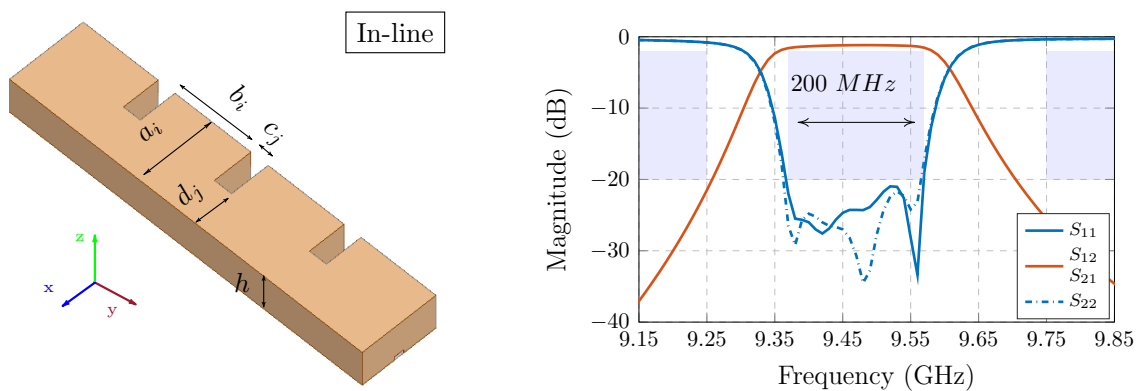 In-line
b_i
c_j
a_i
d_j
h
z
x
y
0
−10
−20
−30
−40
Magnitude (dB)
200 MHz
S_11
S_12
S_21
S_22
9.15 9.25 9.35 9.45 9.55 9.65 9.75 9.85
Frequency (GHz)